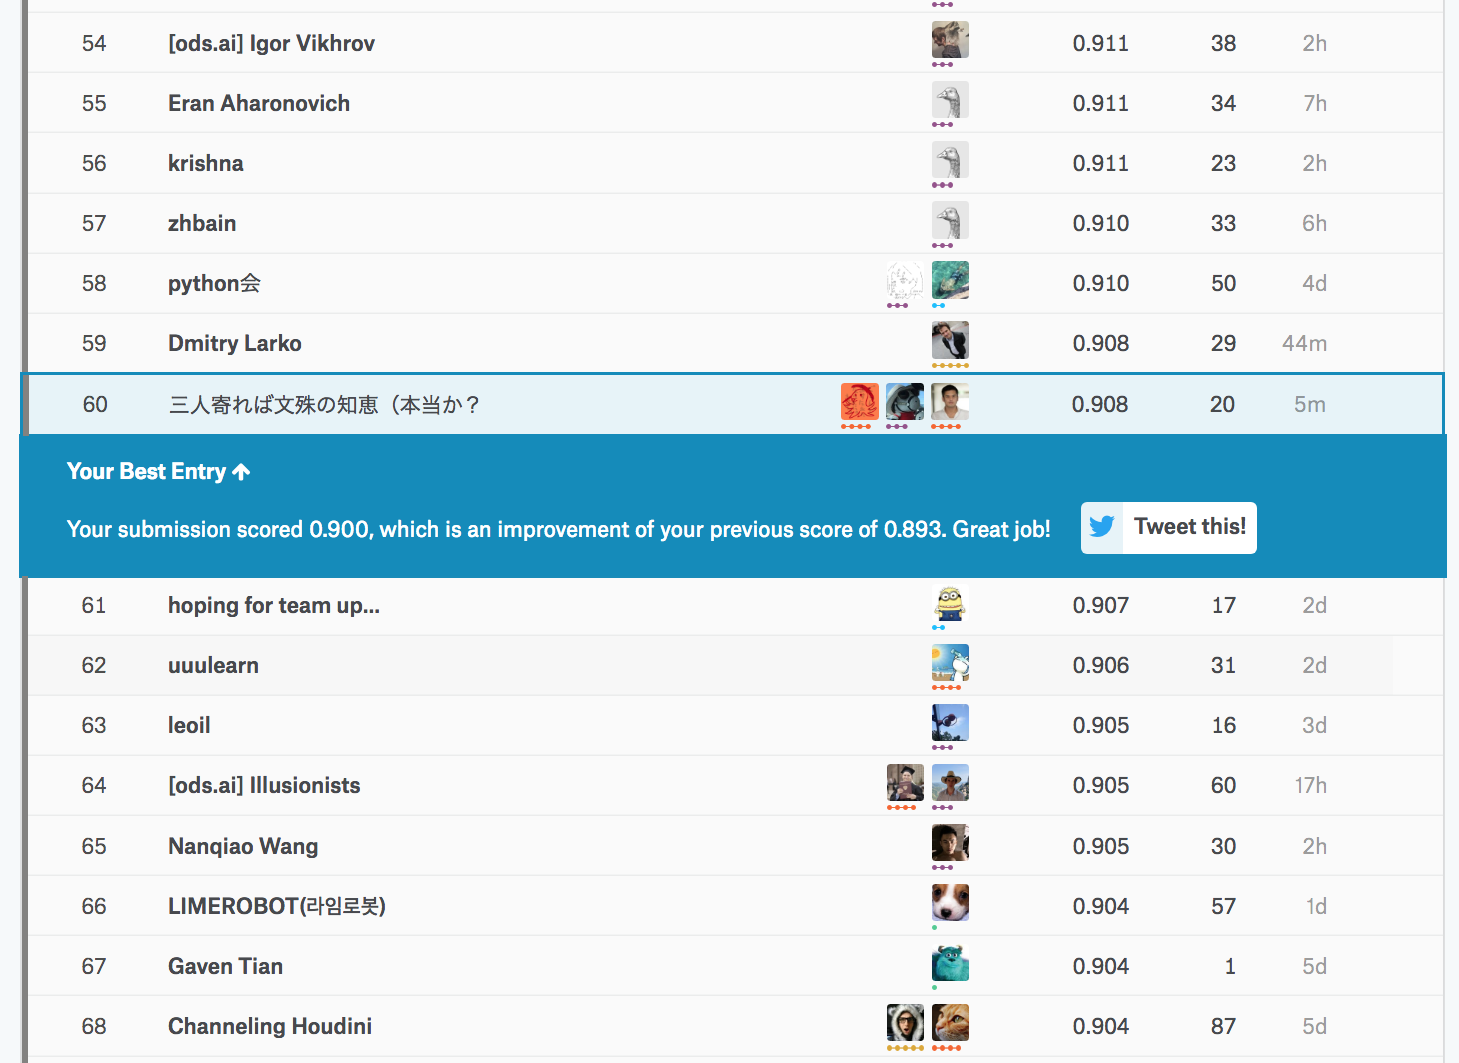 54 [ods.ai] Igor Vikhrov 0.911 38 2h
55 Eran Aharonovich 0.911 34 7h
56 krishna 0.911 23 2h
57 zhbain 0.910 33 6h
58 python会 0.910 50 4d
59 Dmitry Larko 0.908 29 44m
60 三人寄れば文殊の知恵（本当か？ 0.908 20 5m
Your Best Entry
Your submission scored 0.900, which is an improvement of your previous score of 0.893. Great job! Tweet this!
61 hoping for team up... 0.907 17 2d
62 uuulearn 0.906 31 2d
63 leoil 0.905 16 3d
64 [ods.ai] Illusionists 0.905 60 17h
65 Nanqiao Wang 0.905 30 2h
66 LIMEROBOT(라임로봇) 0.904 57 1d
67 Gaven Tian 0.904 1 5d
68 Channeling Houdini 0.904 87 5d